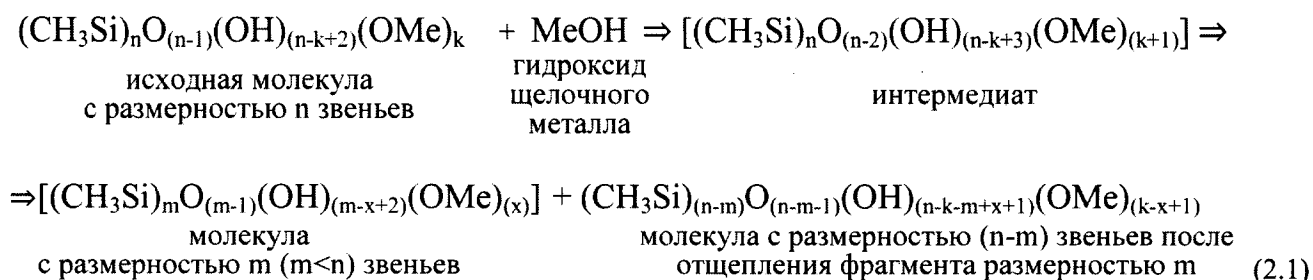 (CH₃Si)ₙO₍ₙ₋₁₎(OH)₍ₙ₋ₖ₊₂₎(OMe)ₖ + MeOH ⇒ [(CH₃Si)ₙO₍ₙ₋₂₎(OH)₍ₙ₋ₖ₊₃₎(OMe)₍ₖ₊₁₎] ⇒
исходная молекула
с размерностью n звеньев
гидроксид
щелочного
металла
интермедиат
⇒[(CH₃Si)ₘO₍ₘ₋₁₎(OH)₍ₘ₋ₓ₊₂₎(OMe)₍ₓ₎] + (CH₃Si)₍ₙ₋ₘ₎O₍ₙ₋ₘ₋₁₎(OH)₍ₙ₋ₖ₋ₘ₊ₓ₊₁₎(OMe)₍ₖ₋ₓ₊₁₎
молекула
с размерностью m (m<n) звеньев
молекула с размерностью (n-m) звеньев после
отщепления фрагмента размерностью m (2.1)